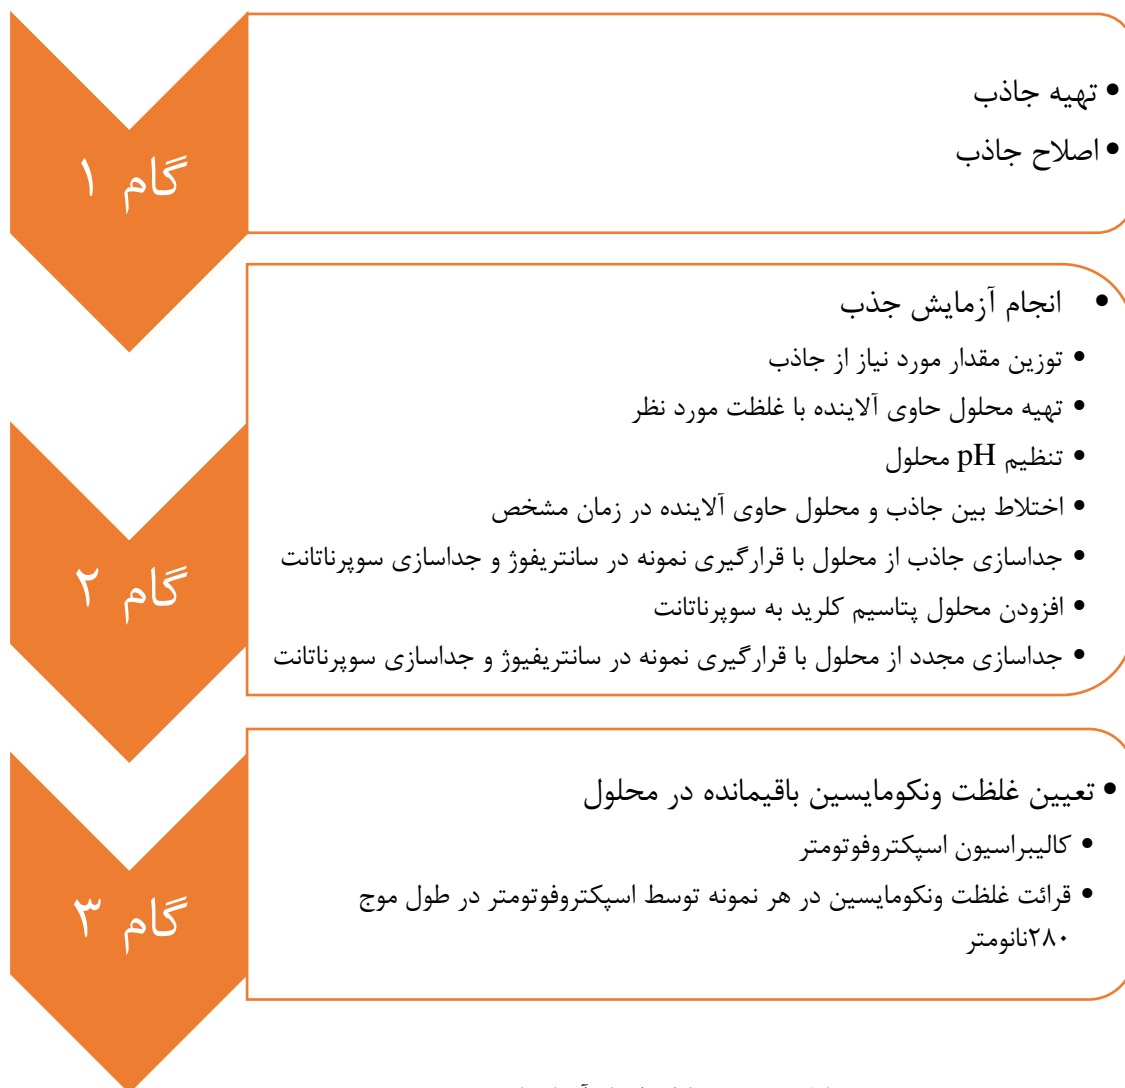 گام ۱
• تهیه جاذب
• اصلاح جاذب
گام ۲
• انجام آزمایش جذب
• توزین مقدار مورد نیاز از جاذب
• تهیه محلول حاوی آلاینده با غلظت مورد نظر
• تنظیم pH محلول
• اختلاط بین جاذب و محلول حاوی آلاینده در زمان مشخص
• جداسازی جاذب از محلول با قرارگیری نمونه در سانتریفوژ و جداسازی سوپرناتانت
• افزودن محلول پتاسیم کلرید به سوپرناتانت
• جداسازی مجدد از محلول با قرارگیری نمونه در سانتریفیوژ و جداسازی سوپرناتانت
گام ۳
• تعیین غلظت ونکومایسین باقیمانده در محلول
• کالیبراسیون اسپکتروفوتومتر
• قرائت غلظت ونکومایسین در هر نمونه توسط اسپکتروفوتومتر در طول موج
۲۸۰نانومتر